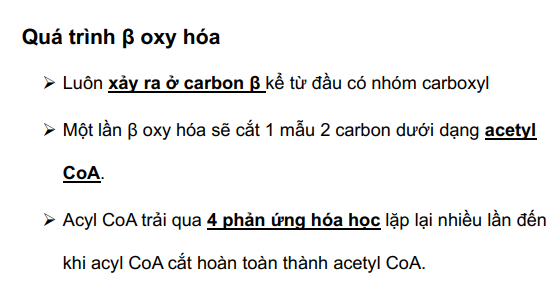 Quá trình β oxy hóa
➢ Luôn xảy ra ở carbon β kể từ đầu có nhóm carboxyl
➢ Một lần β oxy hóa sẽ cắt 1 mẫu 2 carbon dưới dạng acetyl
CoA.
➢ Acyl CoA trải qua 4 phản ứng hóa học lặp lại nhiều lần đến
khi acyl CoA cắt hoàn toàn thành acetyl CoA.